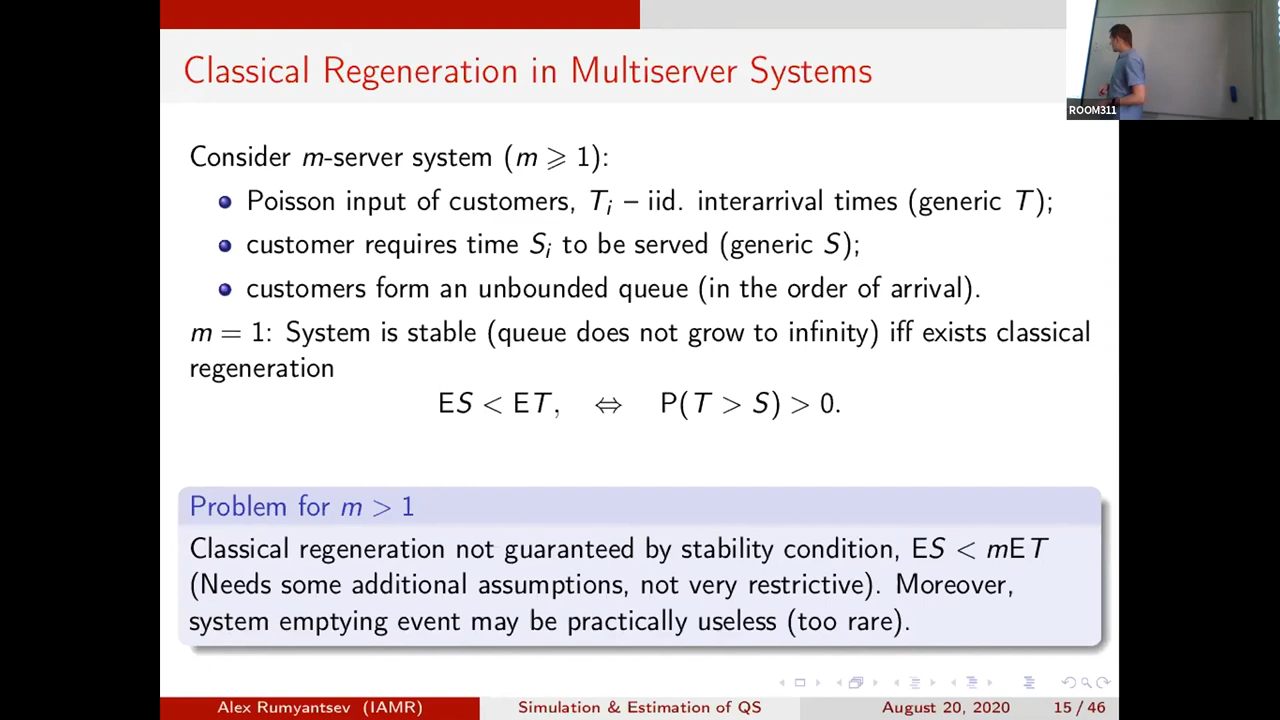 Classical Regeneration in Multiserver Systems
ROOM311
Consider m-server system (m ⩾ 1):
Poisson input of customers, Tᵢ – iid. interarrival times (generic T);
customer requires time Sᵢ to be served (generic S);
customers form an unbounded queue (in the order of arrival).
m = 1: System is stable (queue does not grow to infinity) iff exists classical
regeneration
ES < ET, ⇔ P(T > S) > 0.
Problem for m > 1
Classical regeneration not guaranteed by stability condition, ES < mET
(Needs some additional assumptions, not very restrictive). Moreover,
system emptying event may be practically useless (too rare).
Alex Rumyantsev (IAMR) Simulation & Estimation of QS August 20, 2020 15 / 46